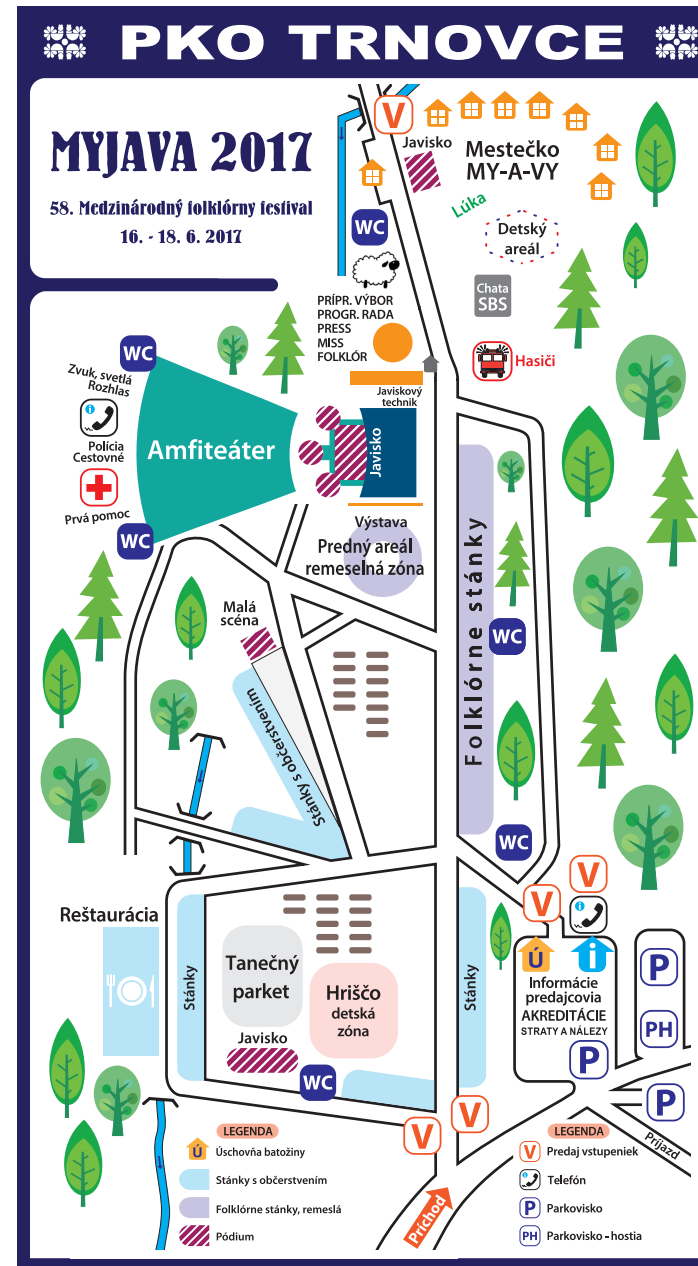 PKO TRNOVCE
MYJAVA 2017
58. Medzinárodný folklórny festival
16. - 18. 6. 2017
V
Javisko
Mestečko
MY-A-VY
Lúka
Detský
areál
WC
Chata
SBS
PRÍPR. VÝBOR
PROGR. RADA
PRESS
MISS
FOLKLÓR
Hasiči
WC
Zvuk, svetlá
Rozhlas
Javiskový
technik
i
Polícia
Cestovné
Amfiteáter
Javisko
Prvá pomoc
WC
Výstava
Predný areál
remeselná zóna
Folklórne stánky
Malá
scéna
WC
Stánky s občerstvením
WC
V
V
i
Reštaurácia
Stánky
Tanečný
parket
Hriščo
detská
zóna
Javisko
WC
Stánky
Ú
i
Informácie
predajcovia
AKREDITÁCIE
STRATY A NÁLEZY
P
P
PH
P
Príjazd
V
V
Príchod
LEGENDA
Ú Úschovňa batožiny
Stánky s občerstvením
Folklórne stánky, remeslá
Pódium
LEGENDA
V Predaj vstupeniek
i Telefón
P Parkovisko
PH Parkovisko - hostia